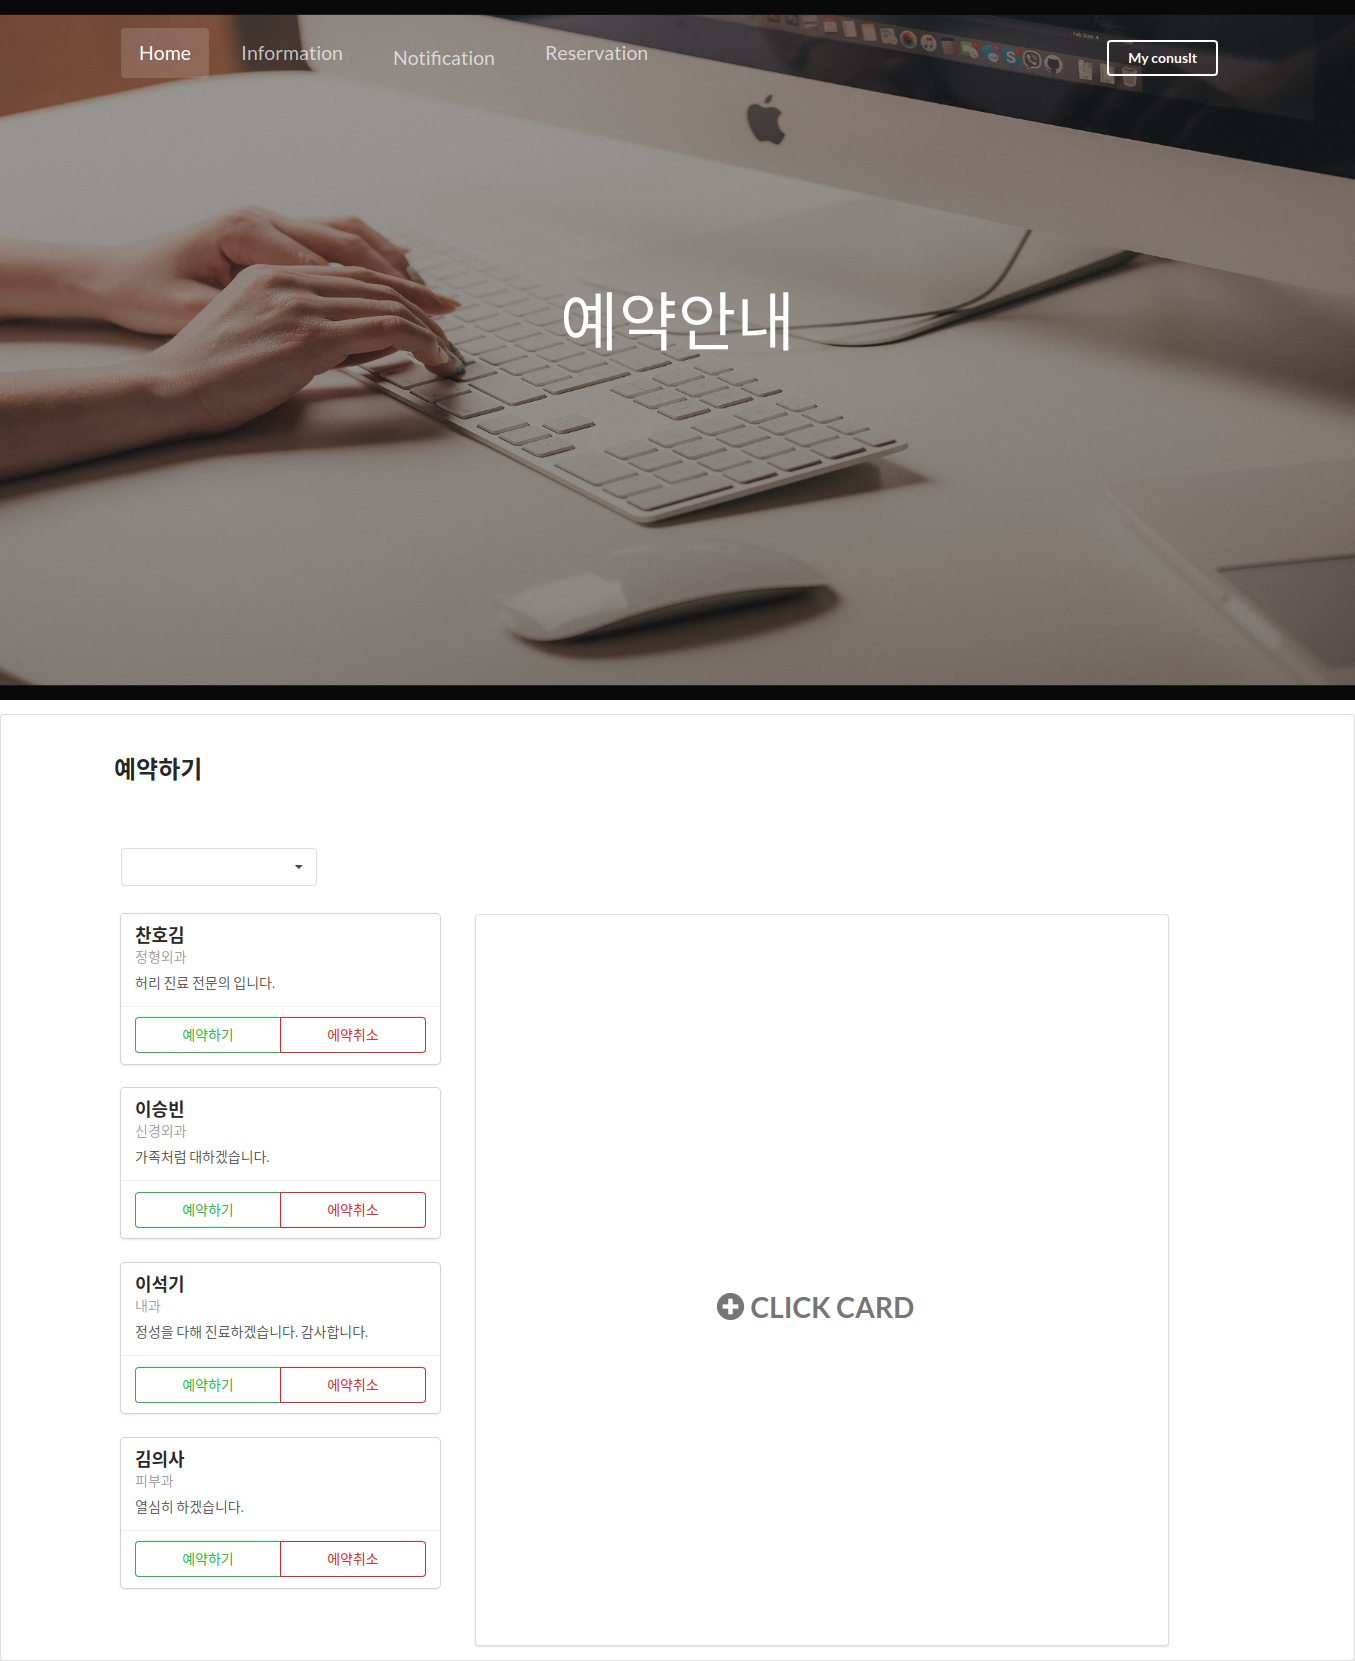 Home
Information
Notification
Reservation
My conuslt
예약안내
예약하기
찬호김
정형외과
허리 진료 전문의 입니다.
예약하기
에약취소
이승빈
신경외과
가족처럼 대하겠습니다.
예약하기
에약취소
이석기
내과
정성을 다해 진료하겠습니다. 감사합니다.
예약하기
에약취소
김의사
피부과
열심히 하겠습니다.
예약하기
에약취소
CLICK CARD